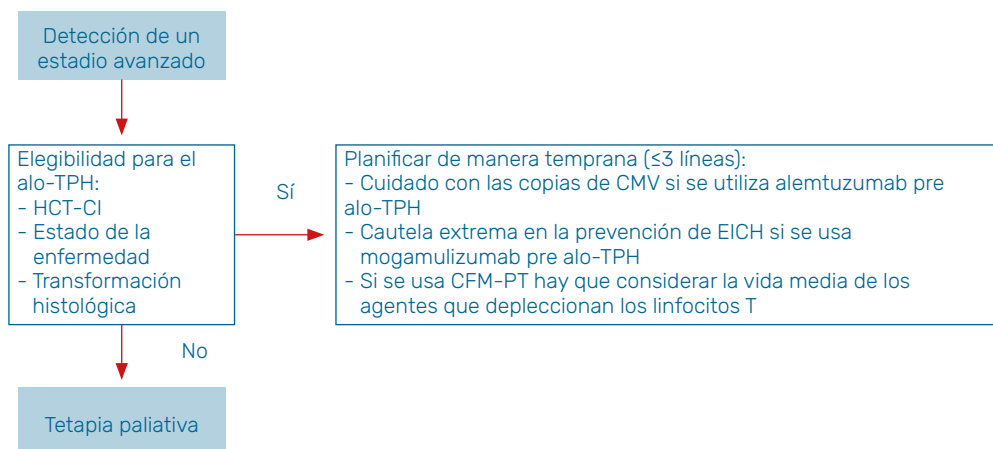 Detección de un
estadio avanzado
Elegibilidad para el
alo-TPH:
- HCT-CI
- Estado de la
enfermedad
- Transformación
histológica
Sí
Planificar de manera temprana (≤3 líneas):
- Cuidado con las copias de CMV si se utiliza alemtuzumab pre
alo-TPH
- Cautela extrema en la prevención de EICH si se usa
mogamulizumab pre alo-TPH
- Si se usa CFM-PT hay que considerar la vida media de los
agentes que depleccionan los linfocitos T
No
Tetapia paliativa